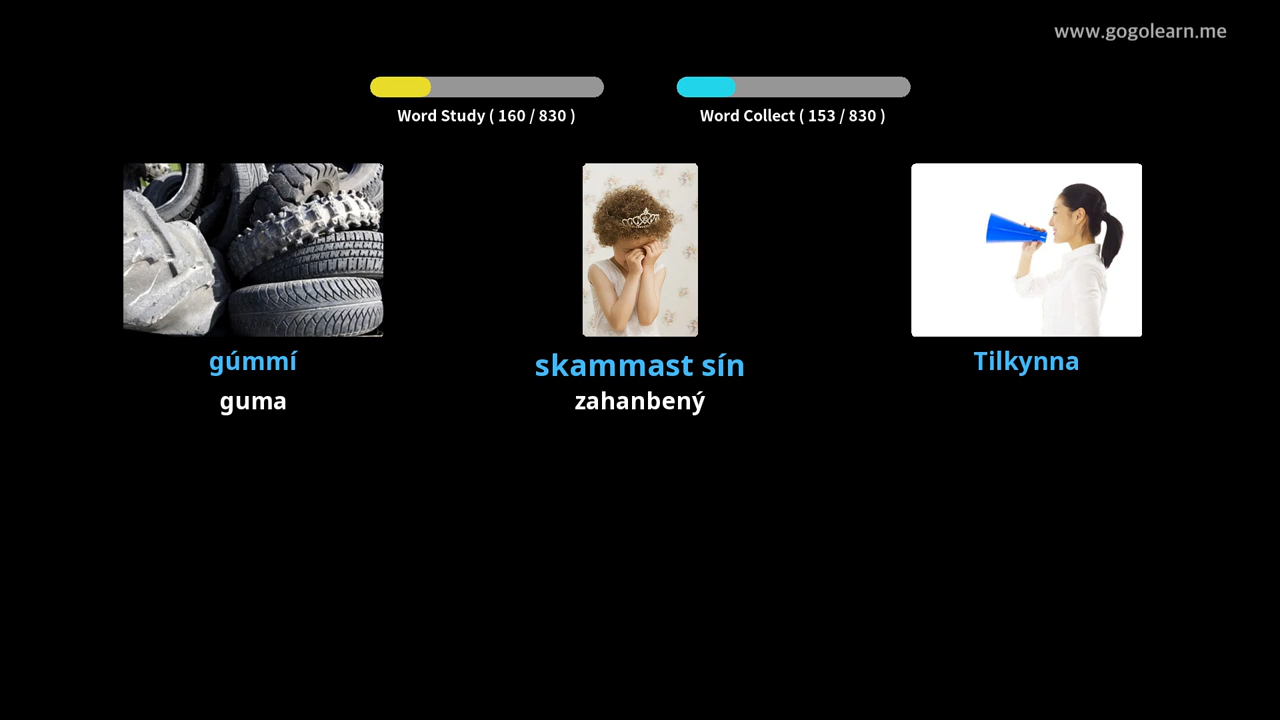 www.gogolearn.me
Word Study ( 160 / 830 )
Word Collect ( 153 / 830 )
gúmmí
guma
skammast sín
zahanbený
Tilkynna